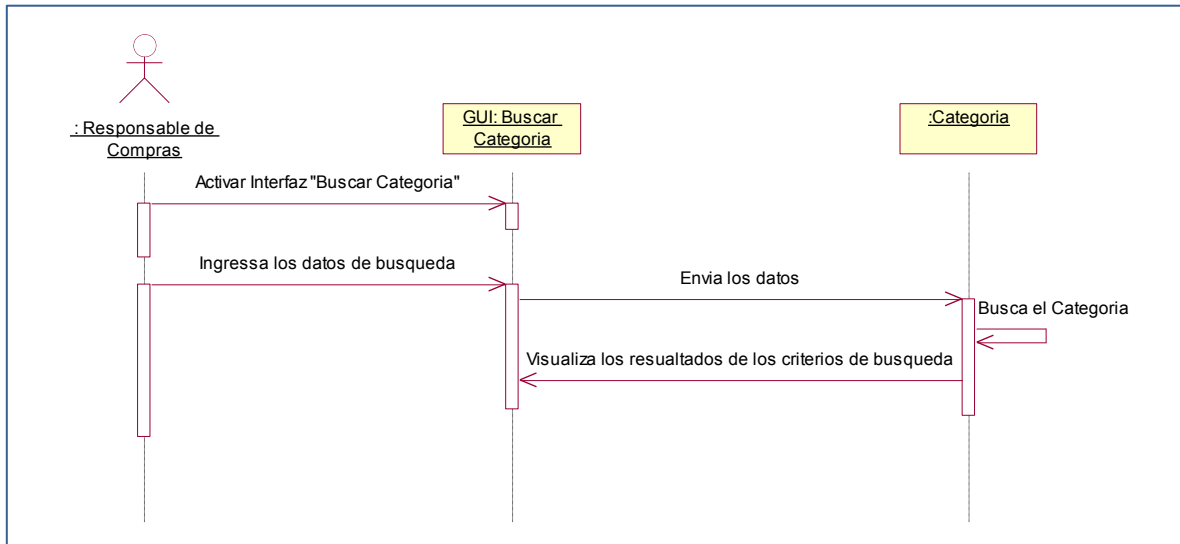 : Responsable de
Compras
GUI: Buscar
Categoria
:Categoria
Activar Interfaz "Buscar Categoria"
Ingressa los datos de busqueda
Envia los datos
Busca el Categoria
Visualiza los resualtados de los criterios de busqueda